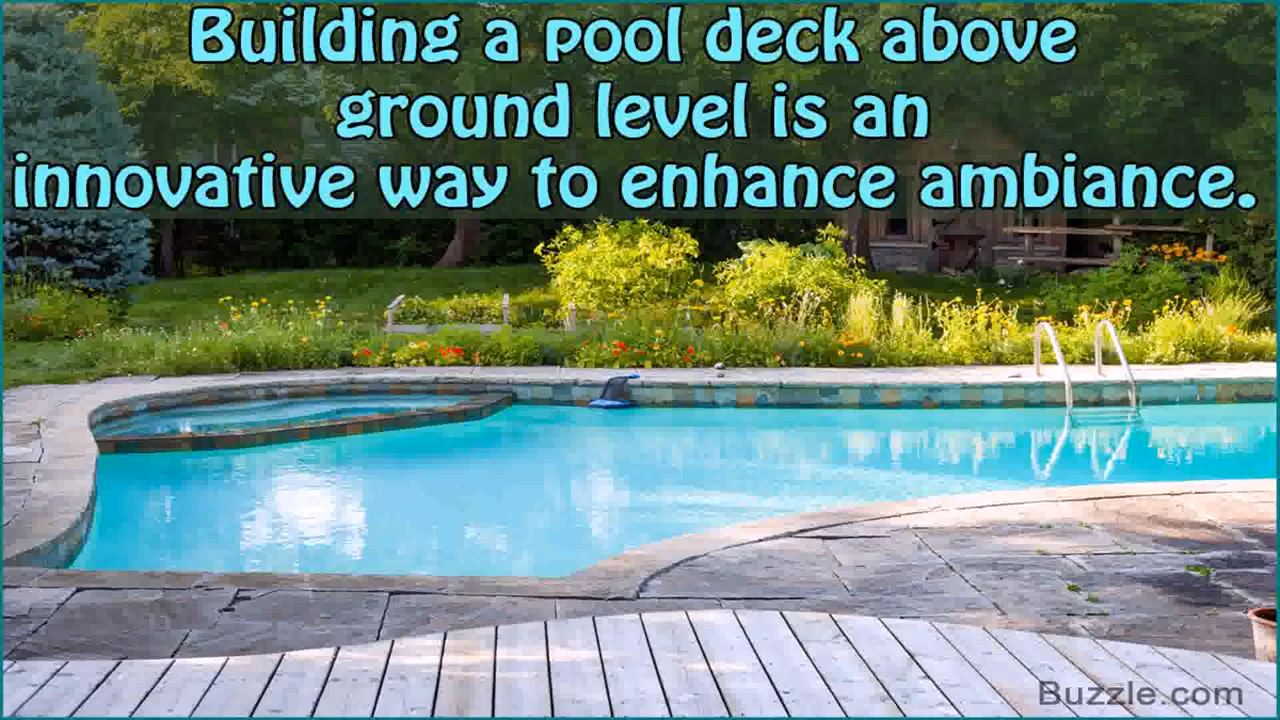 Building a pool deck above
ground level is an
innovative way to enhance ambiance.
Buzzle.com